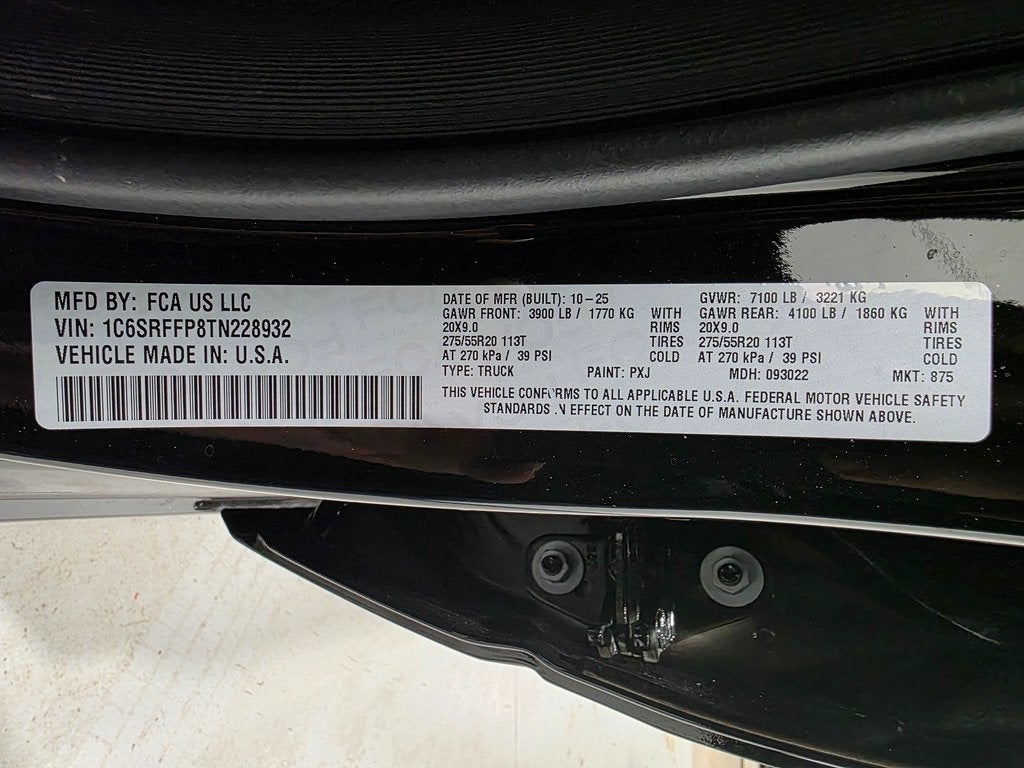 MFD BY: FCA US LLC
VIN: 1C6SRFFP8TN228932
VEHICLE MADE IN: U.S.A.
DATE OF MFR (BUILT): 10-25
GAWR FRONT: 3900 LB / 1770 KG WITH
20X9.0 RIMS
275/55R20 113T TIRES
AT 270 kPa / 39 PSI COLD
GVWR: 7100 LB / 3221 KG
GAWR REAR: 4100 LB / 1860 KG WITH
20X9.0 RIMS
275/55R20 113T TIRES
AT 270 kPa / 39 PSI COLD
TYPE: TRUCK PAINT: PXJ MDH: 093022 MKT: 875
THIS VEHICLE CONFORMS TO ALL APPLICABLE U.S.A. FEDERAL MOTOR VEHICLE SAFETY
STANDARDS IN EFFECT ON THE DATE OF MANUFACTURE SHOWN ABOVE.